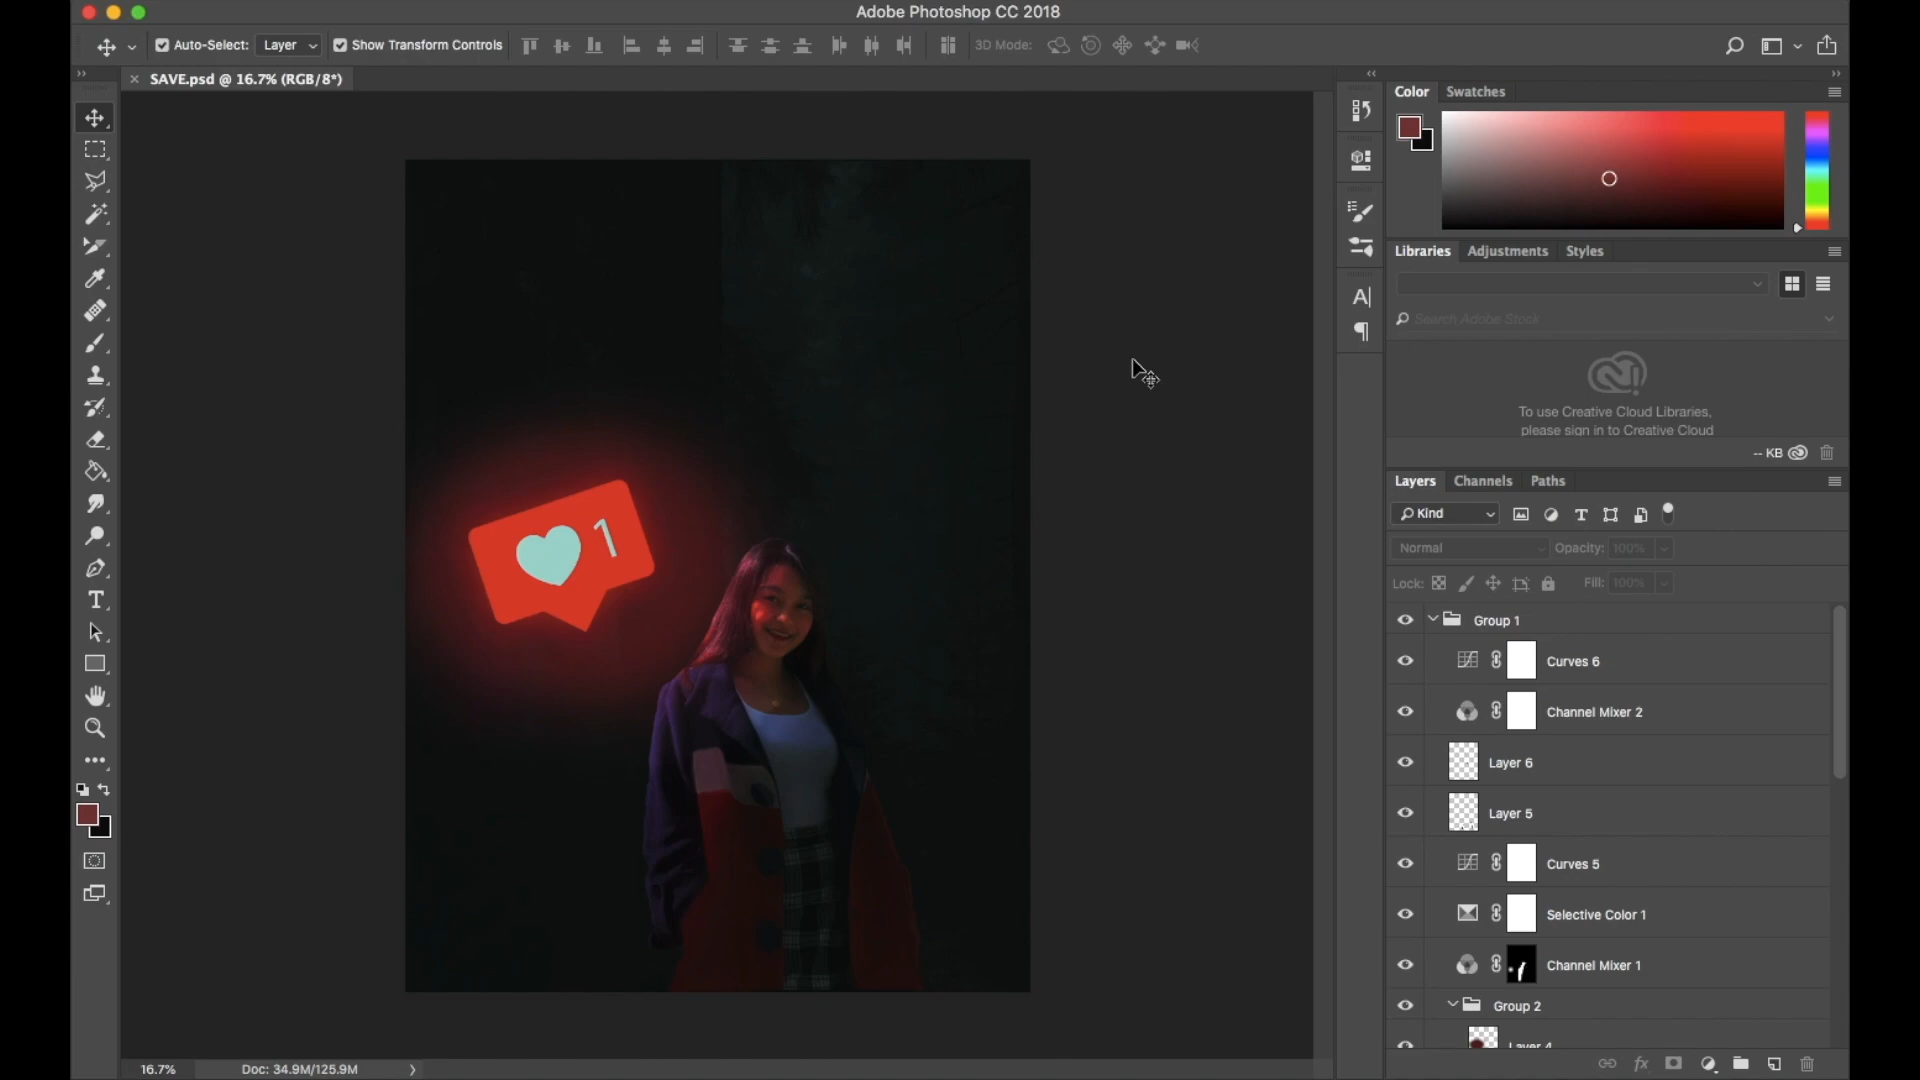 Adobe Photoshop CC 2018
Auto-Select: Layer Show Transform Controls 3D Mode:
SAVE.psd @ 16.7% (RGB/8*)
Color Swatches
Libraries Adjustments Styles
Search Adobe Stock
To use Creative Cloud Libraries,
please sign in to Creative Cloud
-- KB
1
Layers Channels Paths
Kind
Normal Opacity: 100%
Lock: Fill: 100%
Group 1
Curves 6
Channel Mixer 2
Layer 6
Layer 5
Curves 5
Selective Color 1
Channel Mixer 1
Group 2
Layer 4
16.7% Doc: 34.9M/125.9M